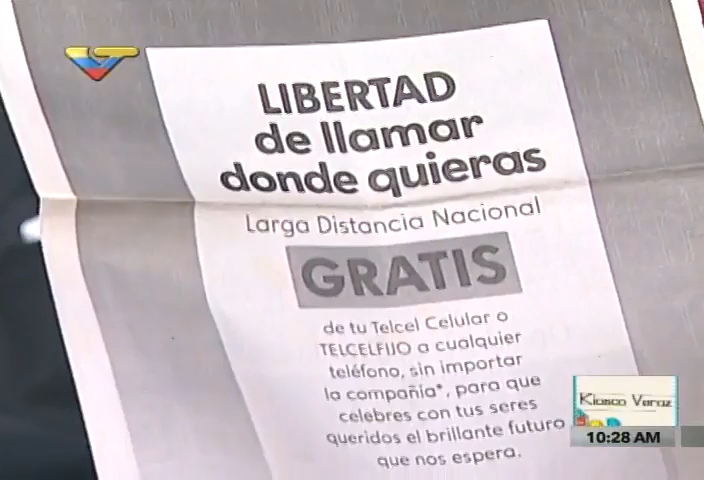 LIBERTAD
de llamar
donde quieras
Larga Distancia Nacional
GRATIS
de tu Telcel Celular o
TELCELFIJO a cualquier
teléfono, sin importar
la compañía*, para que
celebres con tus seres
queridos el brillante futuro
que nos espera.
Kiosco Veraz
10:28 AM